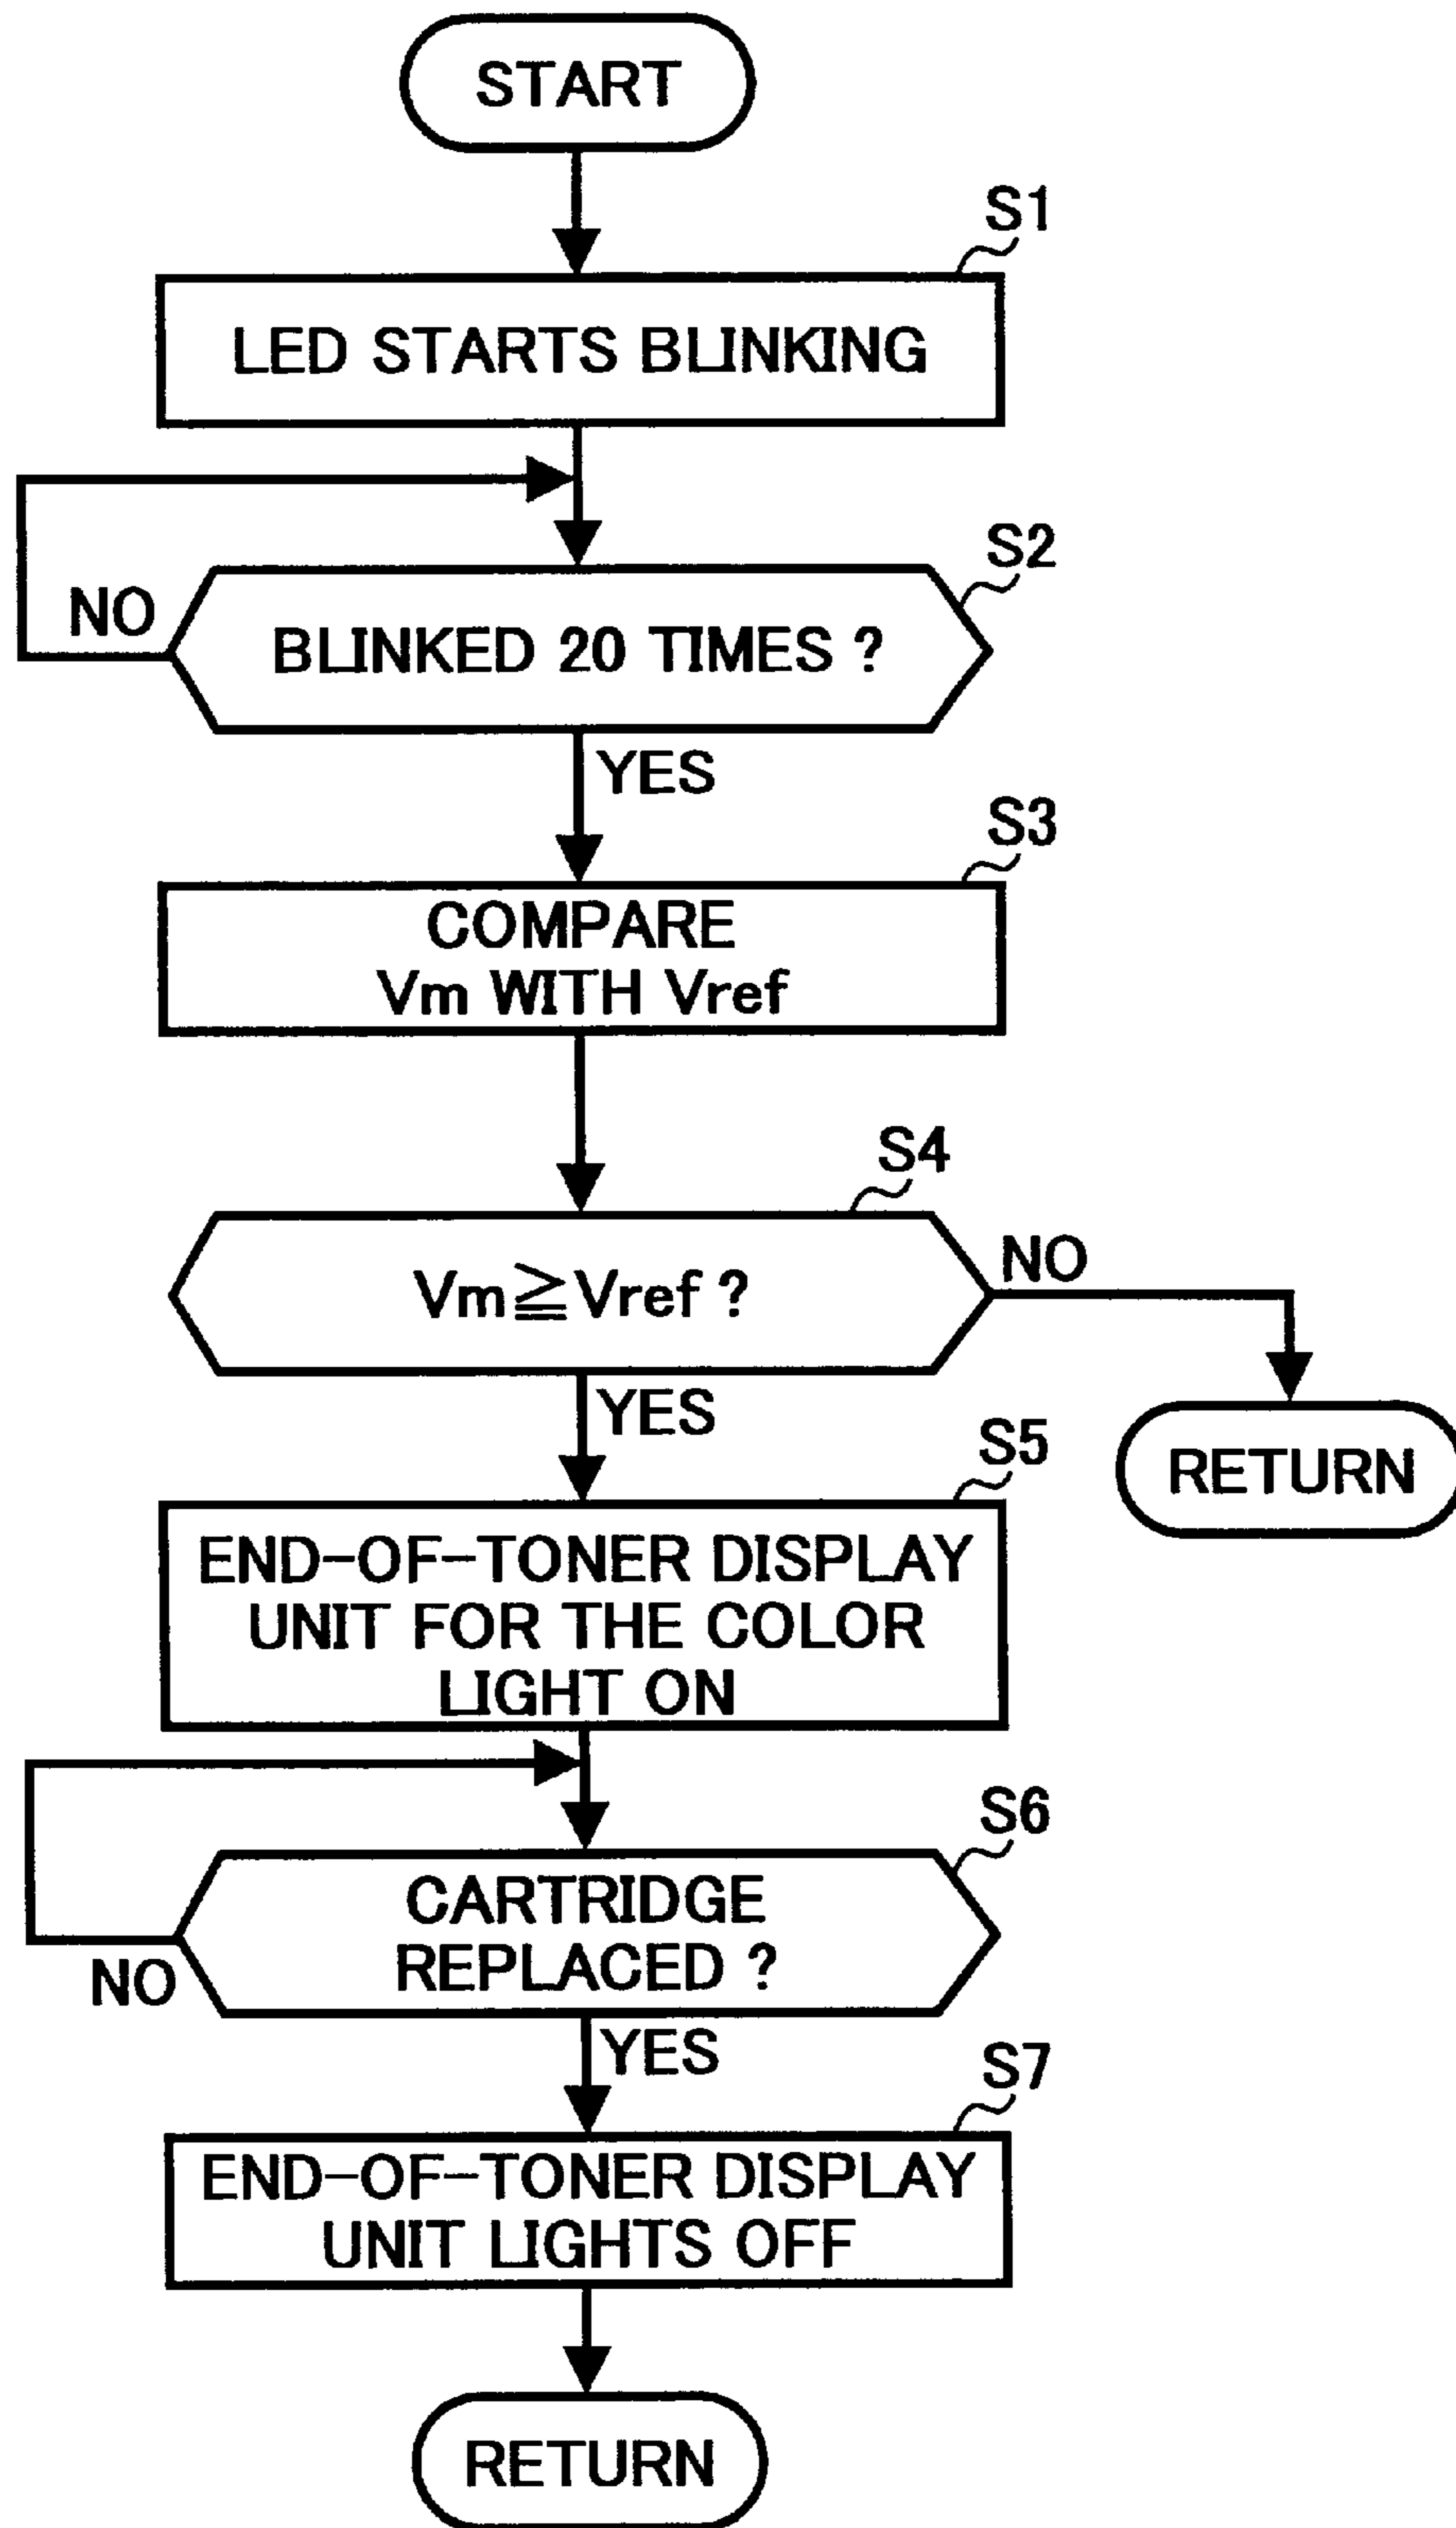 START
S1
LED STARTS BLINKING
S2
NO
BLINKED 20 TIMES ?
YES
S3
COMPARE
Vm WITH Vref
S4
Vm≧Vref ?
NO
YES
RETURN
S5
END-OF-TONER DISPLAY
UNIT FOR THE COLOR
LIGHT ON
S6
CARTRIDGE
REPLACED ?
NO
YES
S7
END-OF-TONER DISPLAY
UNIT LIGHTS OFF
RETURN